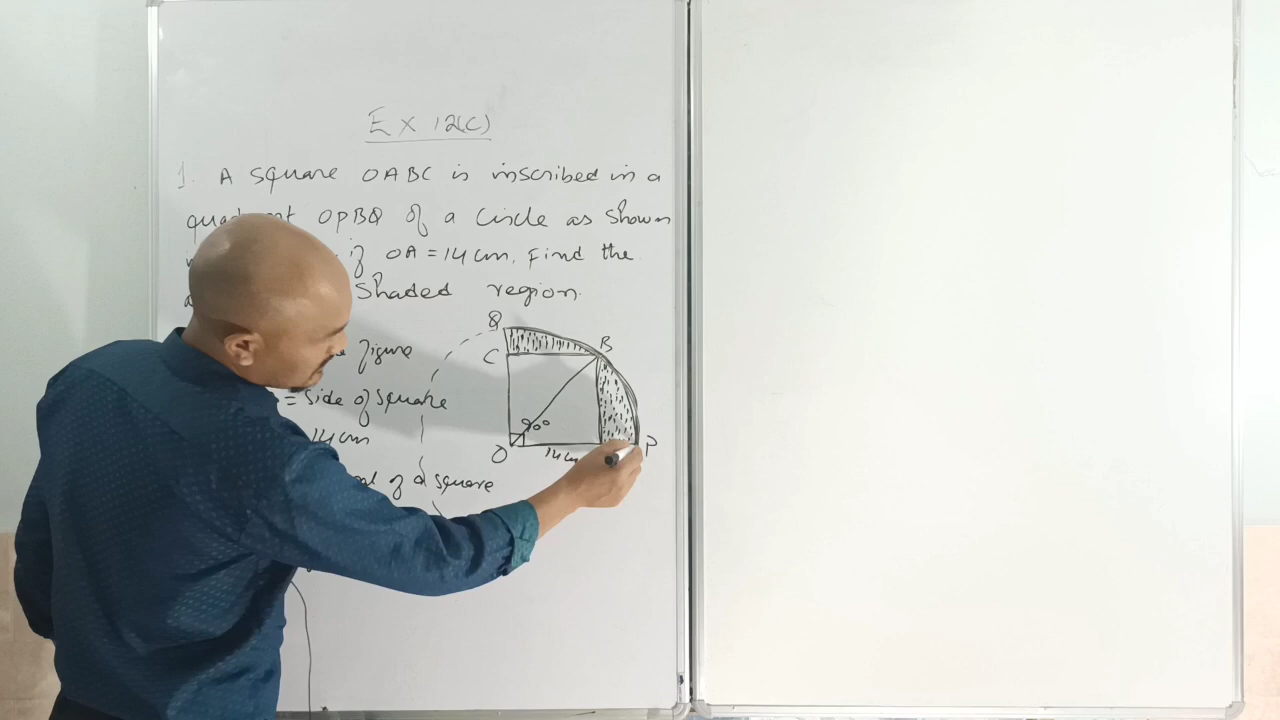 EX 12(C)
1. A square OABC is inscribed in a
OPBQ of a circle as shown
if OA = 14 cm, Find the
shaded region.
Q
C
B
figure
= side of square
90°
14 cm
O
14 cm
P
of a square